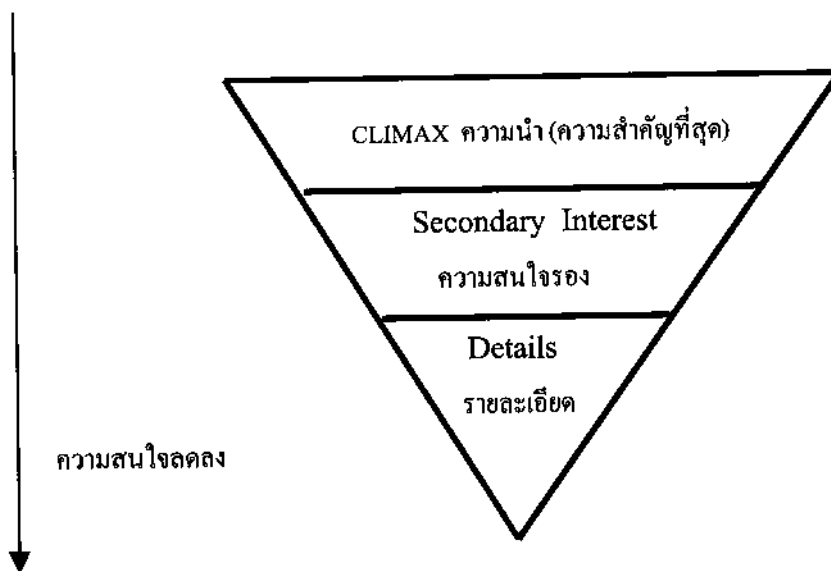 CLIMAX ความนำ (ความสำคัญที่สุด)
Secondary Interest
ความสนใจรอง
Details
รายละเอียด
ความสนใจลดลง